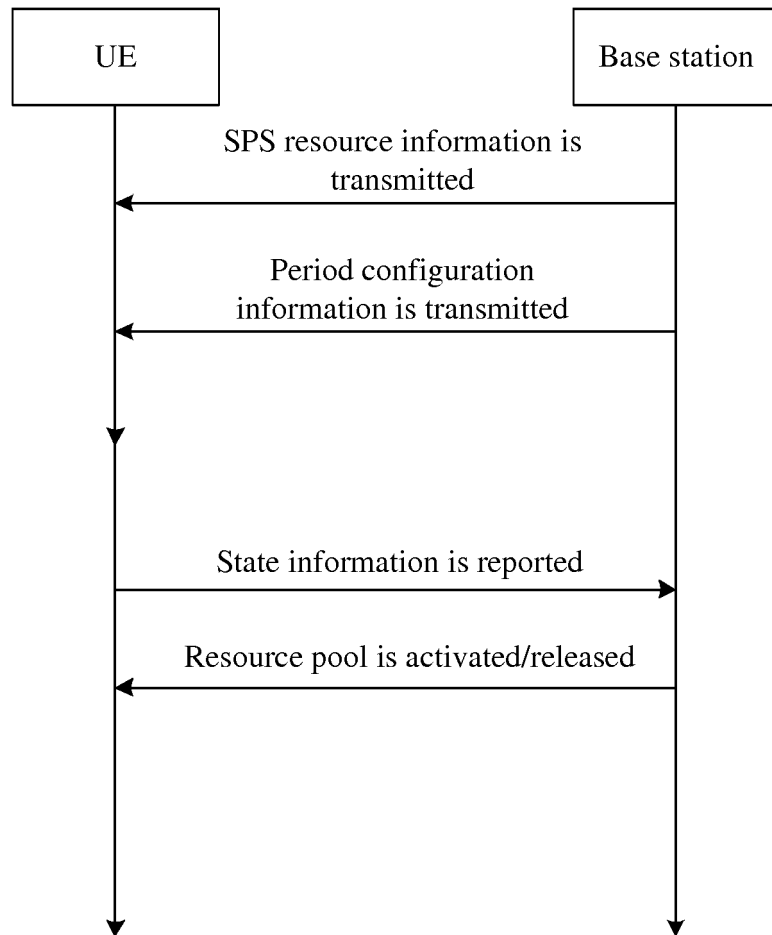 UE
Base station
SPS resource information is
transmitted
Period configuration
information is transmitted
State information is reported
Resource pool is activated/released